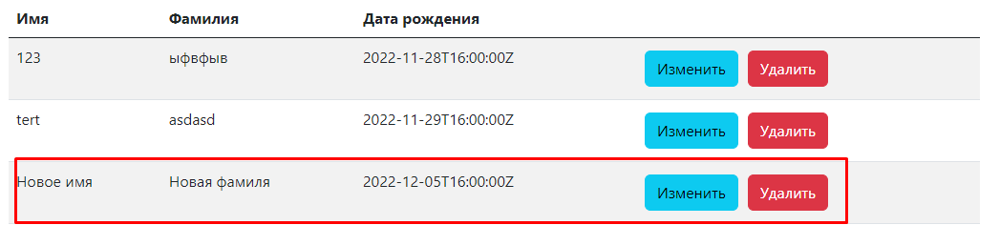 Имя Фамилия Дата рождения
123 ыфвфыв 2022-11-28T16:00:00Z Изменить Удалить
tert asdasd 2022-11-29T16:00:00Z Изменить Удалить
Новое имя Новая фамиля 2022-12-05T16:00:00Z Изменить Удалить